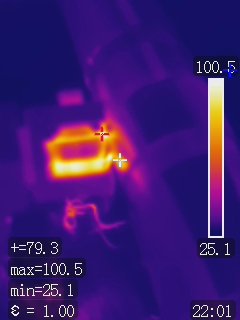 100.5
25.1
+=79.3
max=100.5
min=25.1
ε = 1.00
22:01